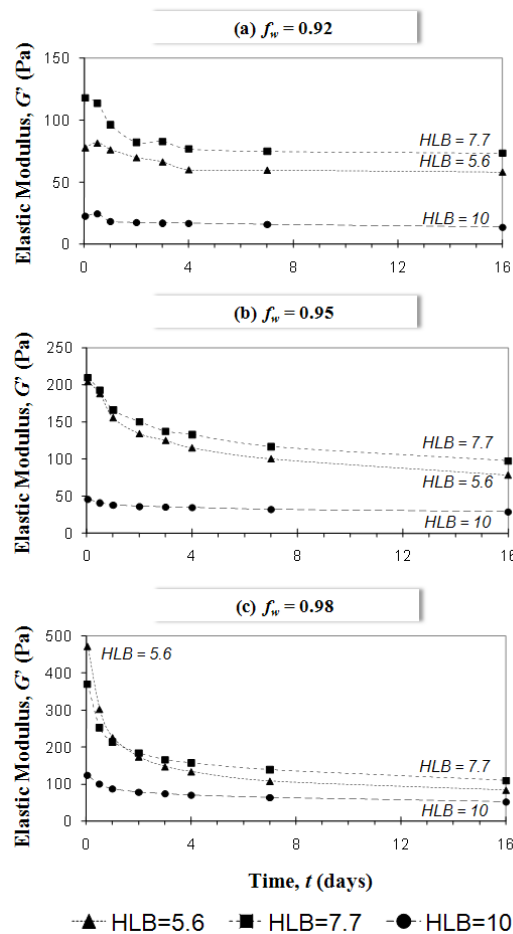 (a) f_w = 0.92
Elastic Modulus, G’ (Pa)
150
100
50
0
HLB = 7.7
HLB = 5.6
HLB = 10
0 4 8 12 16
(b) f_w = 0.95
Elastic Modulus, G’ (Pa)
250
200
150
100
50
0
HLB = 7.7
HLB = 5.6
HLB = 10
0 4 8 12 16
(c) f_w = 0.98
Elastic Modulus, G’ (Pa)
500
400
300
200
100
0
HLB = 5.6
HLB = 7.7
HLB = 10
0 4 8 12 16
Time, t (days)
HLB=5.6 HLB=7.7 HLB=10